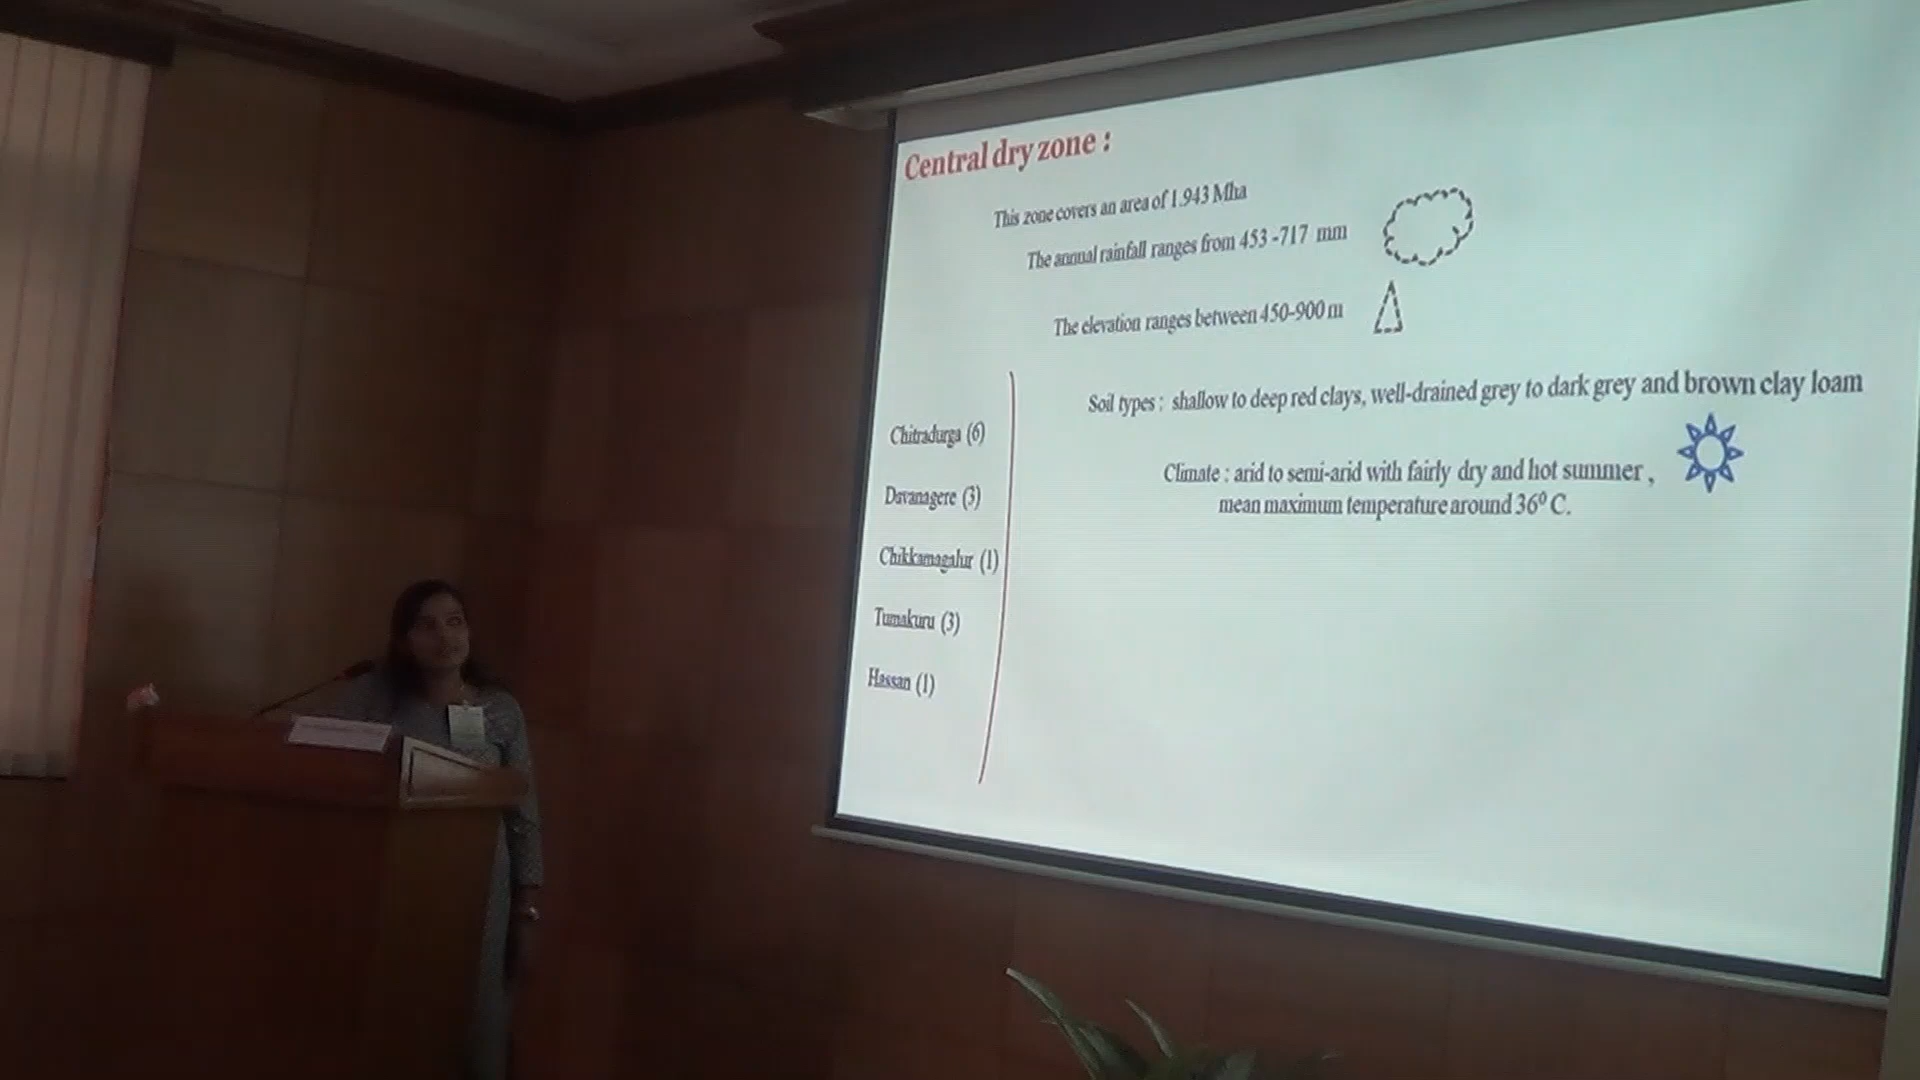 Central dry zone :
This zone covers an area of 1.943 Mha
The annual rainfall ranges from 453 -717 mm
The elevation ranges between 450-900 m
Soil types : shallow to deep red clays, well-drained grey to dark grey and brown clay loam
Climate : arid to semi-arid with fairly dry and hot summer ,
mean maximum temperature around 36⁰ C.
Chitradurga (6)
Davanagere (3)
Chikkamagalur (1)
Tumakuru (3)
Hassan (1)